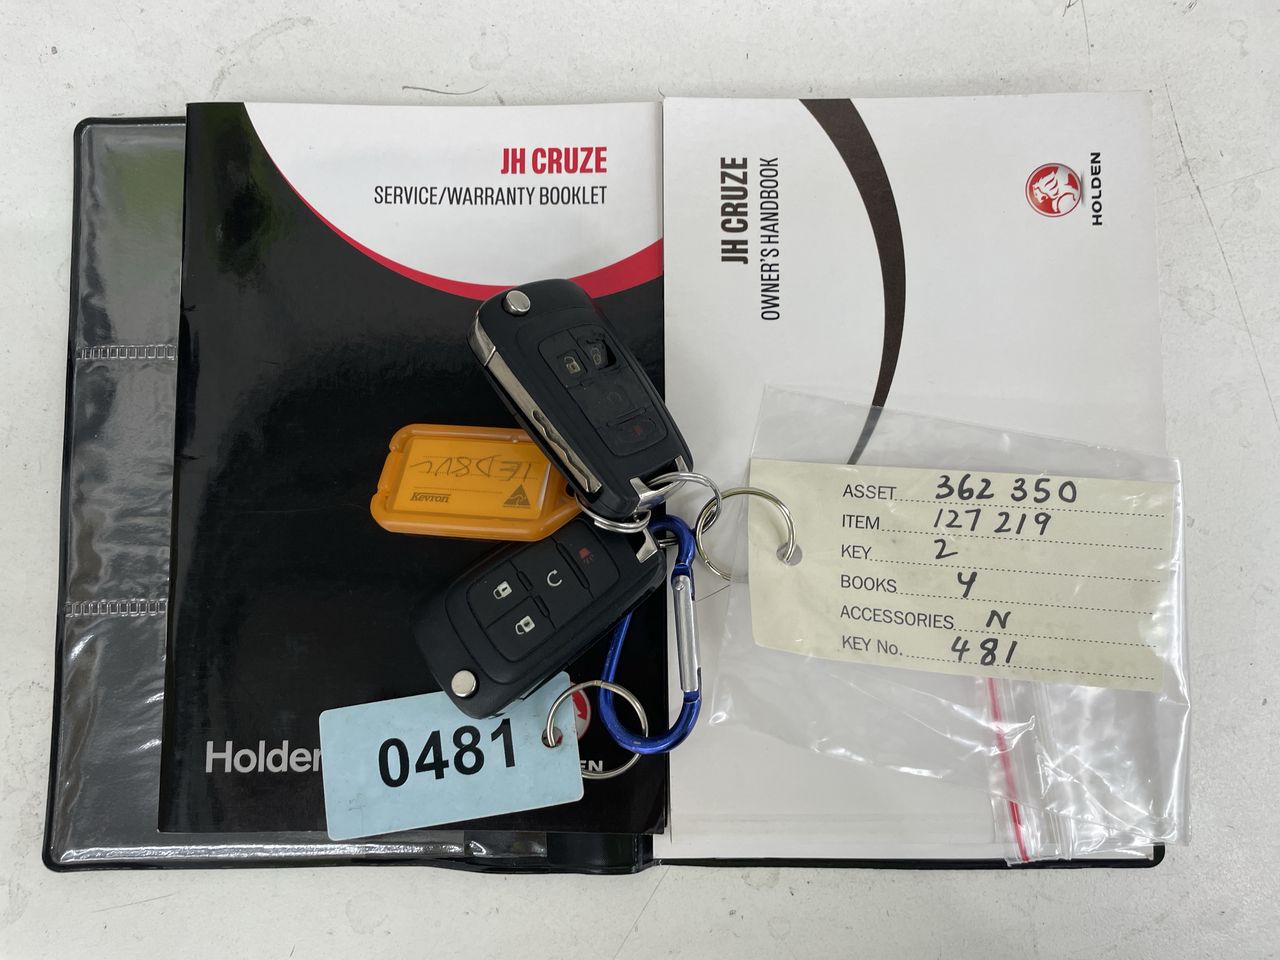 JH CRUZE
SERVICE/WARRANTY BOOKLET
JH CRUZE
OWNER'S HANDBOOK
HOLDEN
1ED8VC
Kevron
ASSET 362 350
ITEM 127 219
KEY 2
BOOKS 4
ACCESSORIES N
KEY No. 481
Holden
0481